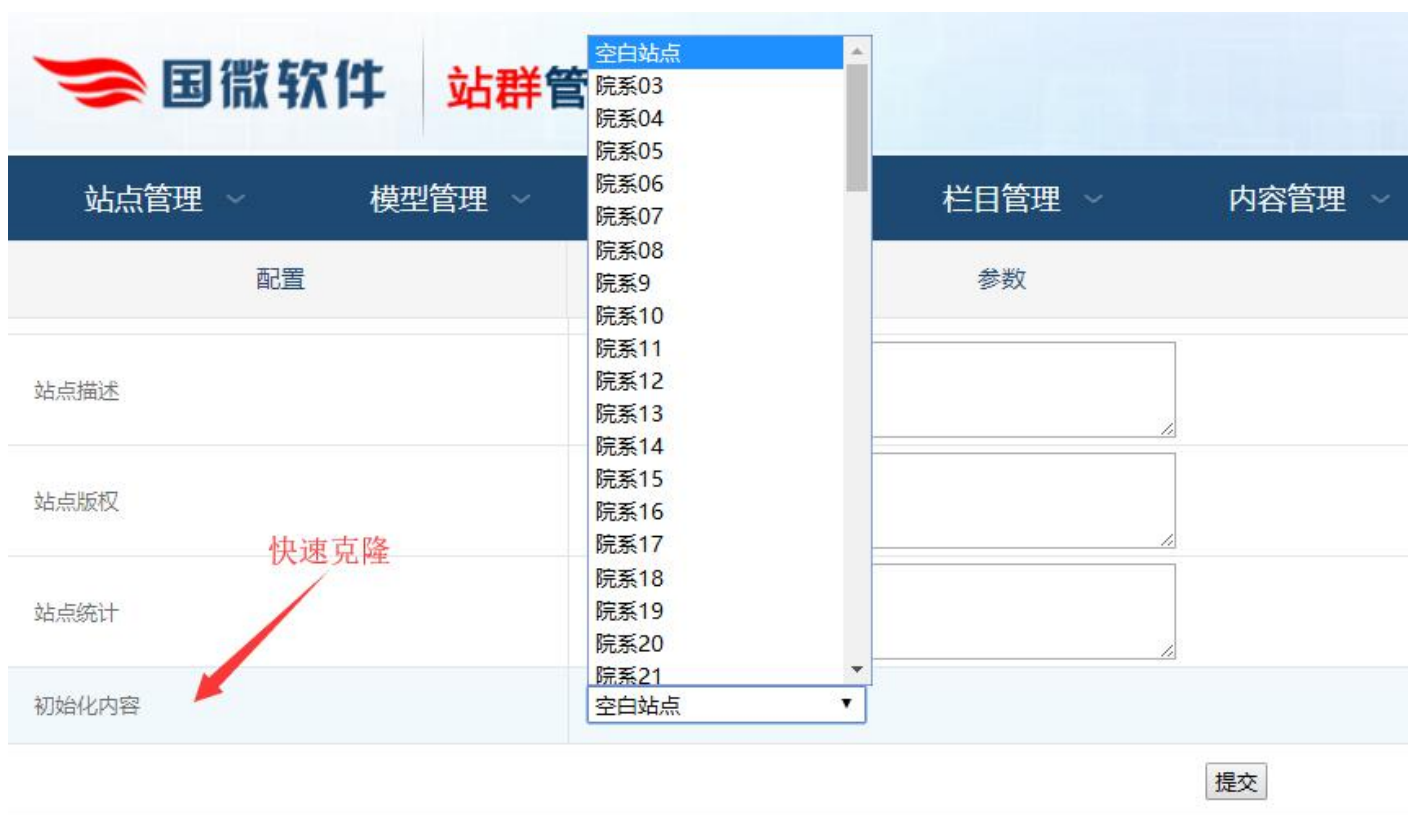 国微软件
站群管
站点管理
模型管理
栏目管理
内容管理
配置
参数
站点描述
站点版权
快速克隆
站点统计
初始化内容
空白站点
院系03
院系04
院系05
院系06
院系07
院系08
院系9
院系10
院系11
院系12
院系13
院系14
院系15
院系16
院系17
院系18
院系19
院系20
院系21
空白站点
提交